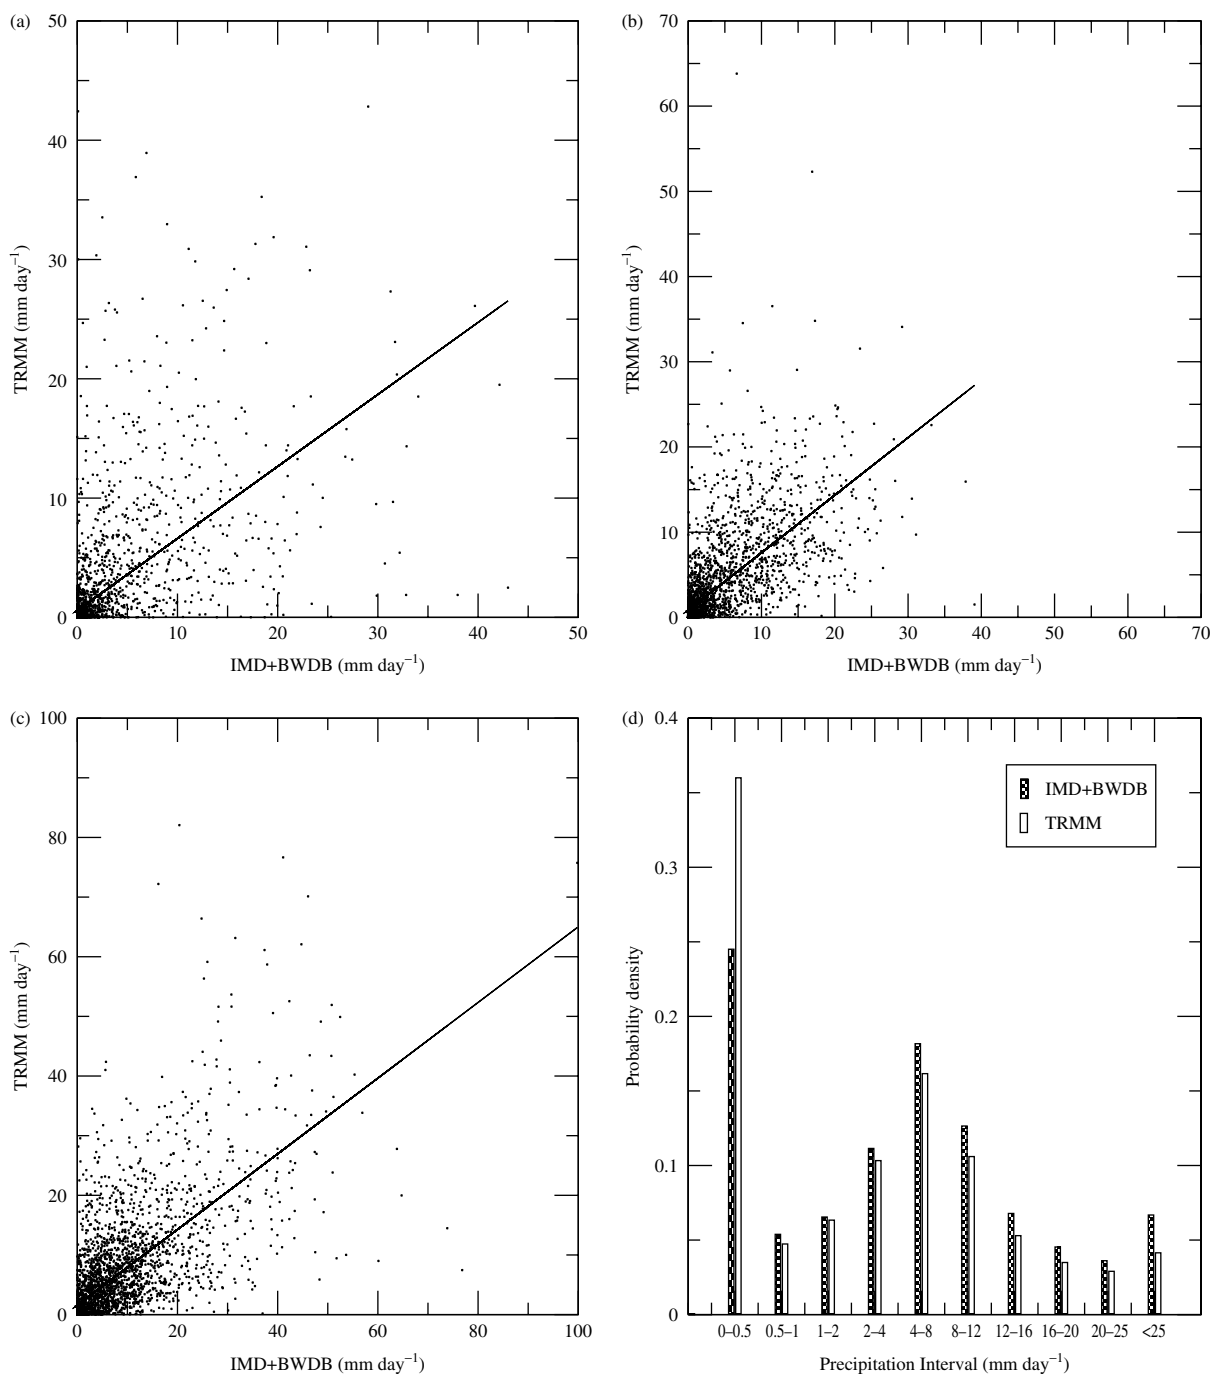 (a)
50
40
30
20
10
0
TRMM (mm day⁻¹)
0 10 20 30 40 50
IMD+BWDB (mm day⁻¹)
(b)
70
60
50
40
30
20
10
0
TRMM (mm day⁻¹)
0 10 20 30 40 50 60 70
IMD+BWDB (mm day⁻¹)
(c)
100
80
60
40
20
0
TRMM (mm day⁻¹)
0 20 40 60 80 100
IMD+BWDB (mm day⁻¹)
(d)
0.4
0.3
0.2
0.1
0
Probability density
IMD+BWDB
TRMM
0–0.5 0.5–1 1–2 2–4 4–8 8–12 12–16 16–20 20–25 <25
Precipitation Interval (mm day⁻¹)